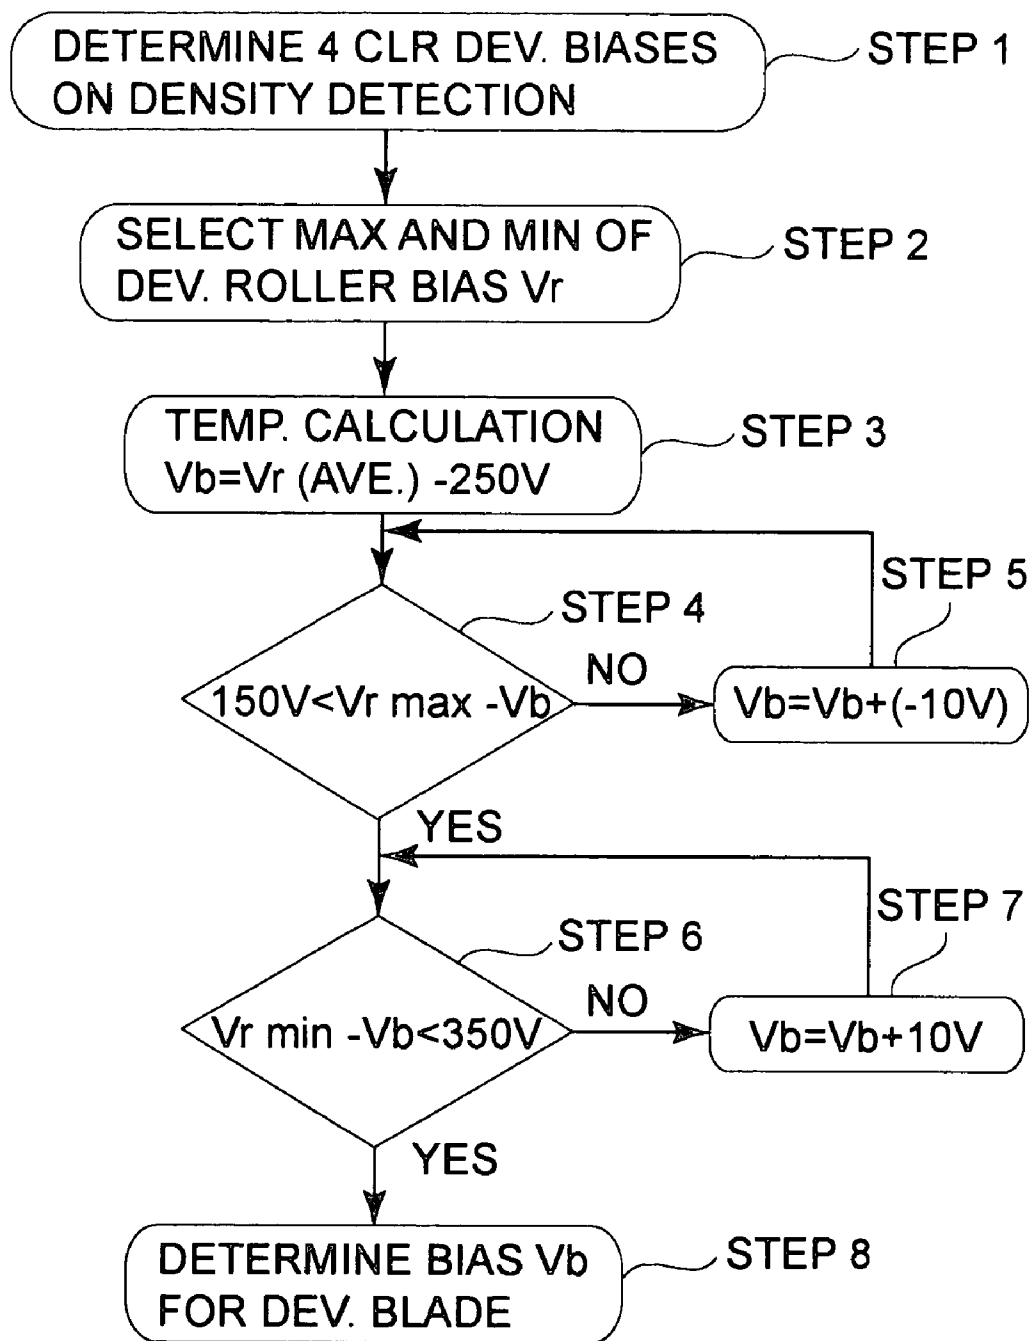 DETERMINE 4 CLR DEV. BIASES
ON DENSITY DETECTION
STEP 1
SELECT MAX AND MIN OF
DEV. ROLLER BIAS Vr
STEP 2
TEMP. CALCULATION
Vb=Vr (AVE.) -250V
STEP 3
STEP 4
150V<Vr max -Vb
NO
STEP 5
Vb=Vb+(-10V)
YES
STEP 6
Vr min -Vb<350V
NO
STEP 7
Vb=Vb+10V
YES
DETERMINE BIAS Vb
FOR DEV. BLADE
STEP 8